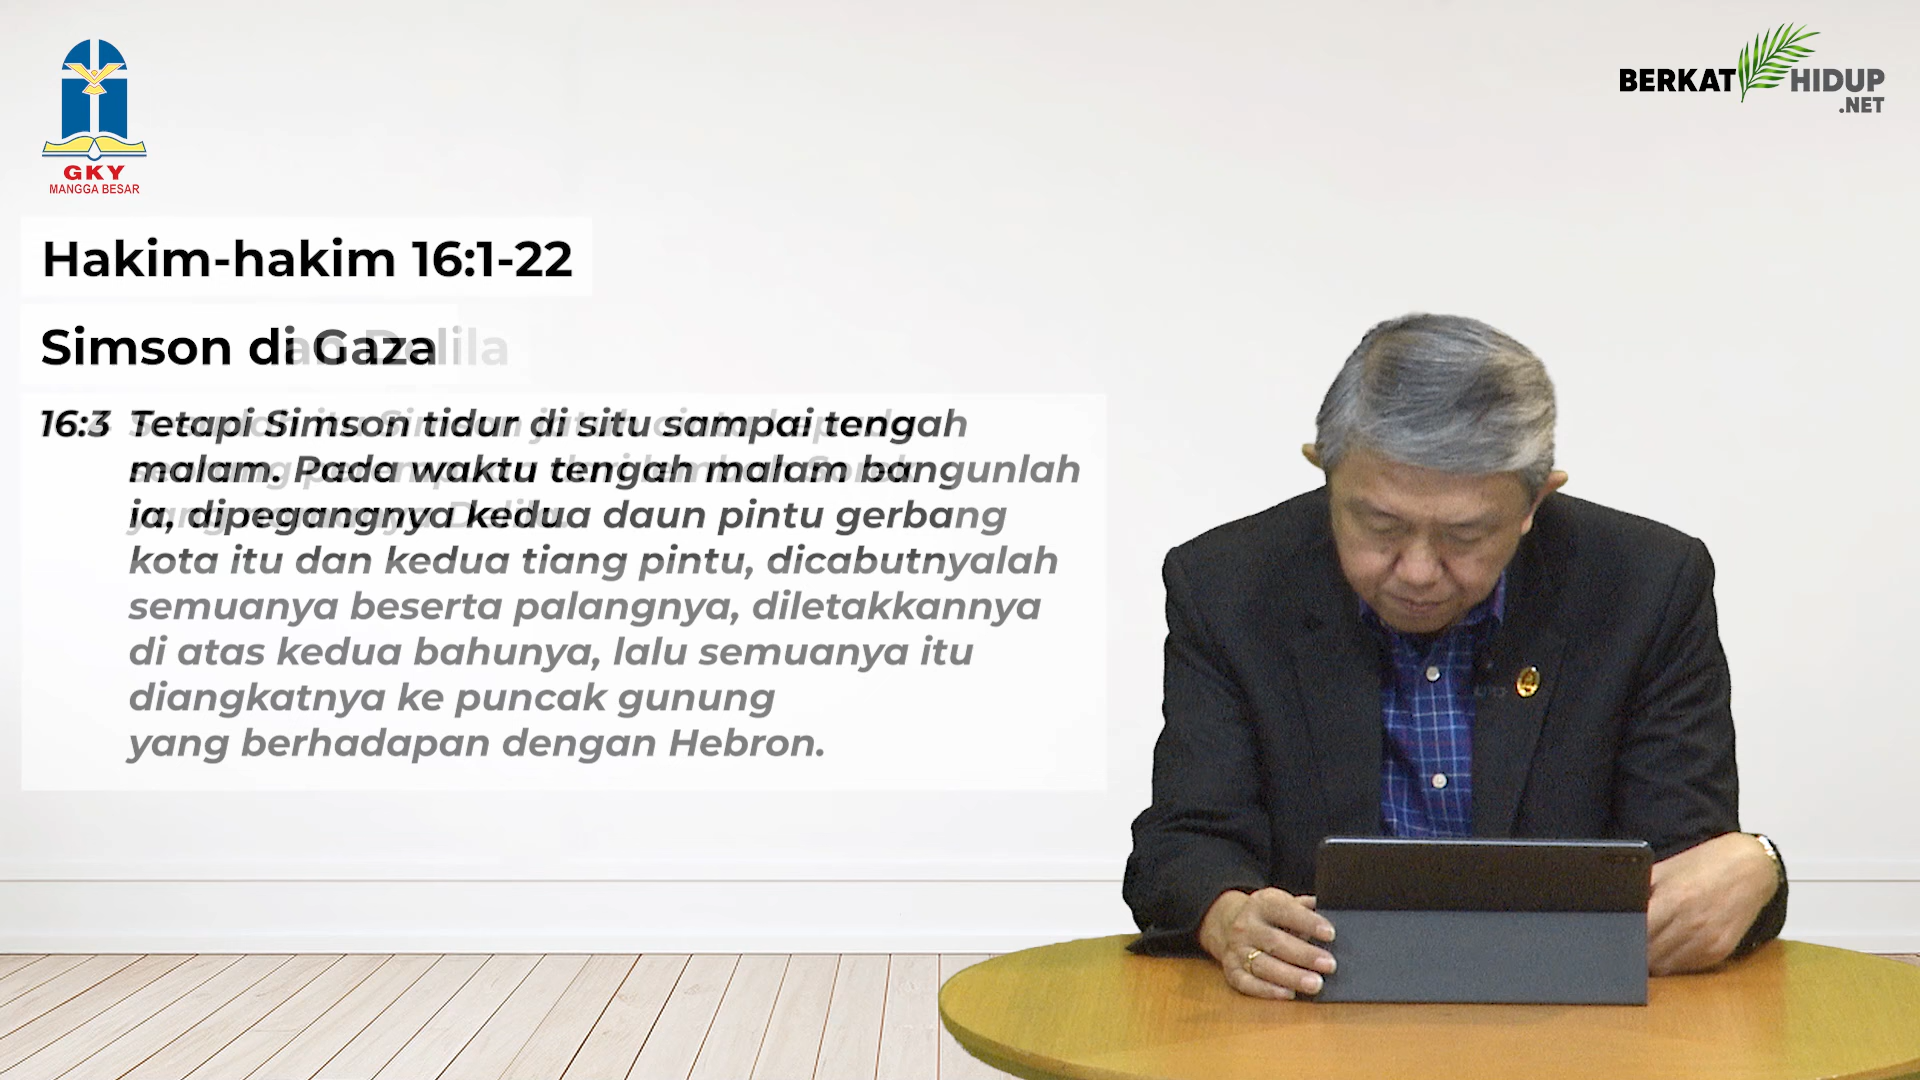 GKY
MANGGA BESAR
BERKAT HIDUP
.NET
Hakim-hakim 16:1-22
Simson di Gaza
16:3 Tetapi Simson tidur di situ sampai tengah
malam. Pada waktu tengah malam bangunlah
ia, dipegangnya kedua daun pintu gerbang
kota itu dan kedua tiang pintu, dicabutnyalah
semuanya beserta palangnya, diletakkannya
di atas kedua bahunya, lalu semuanya itu
diangkatnya ke puncak gunung
yang berhadapan dengan Hebron.